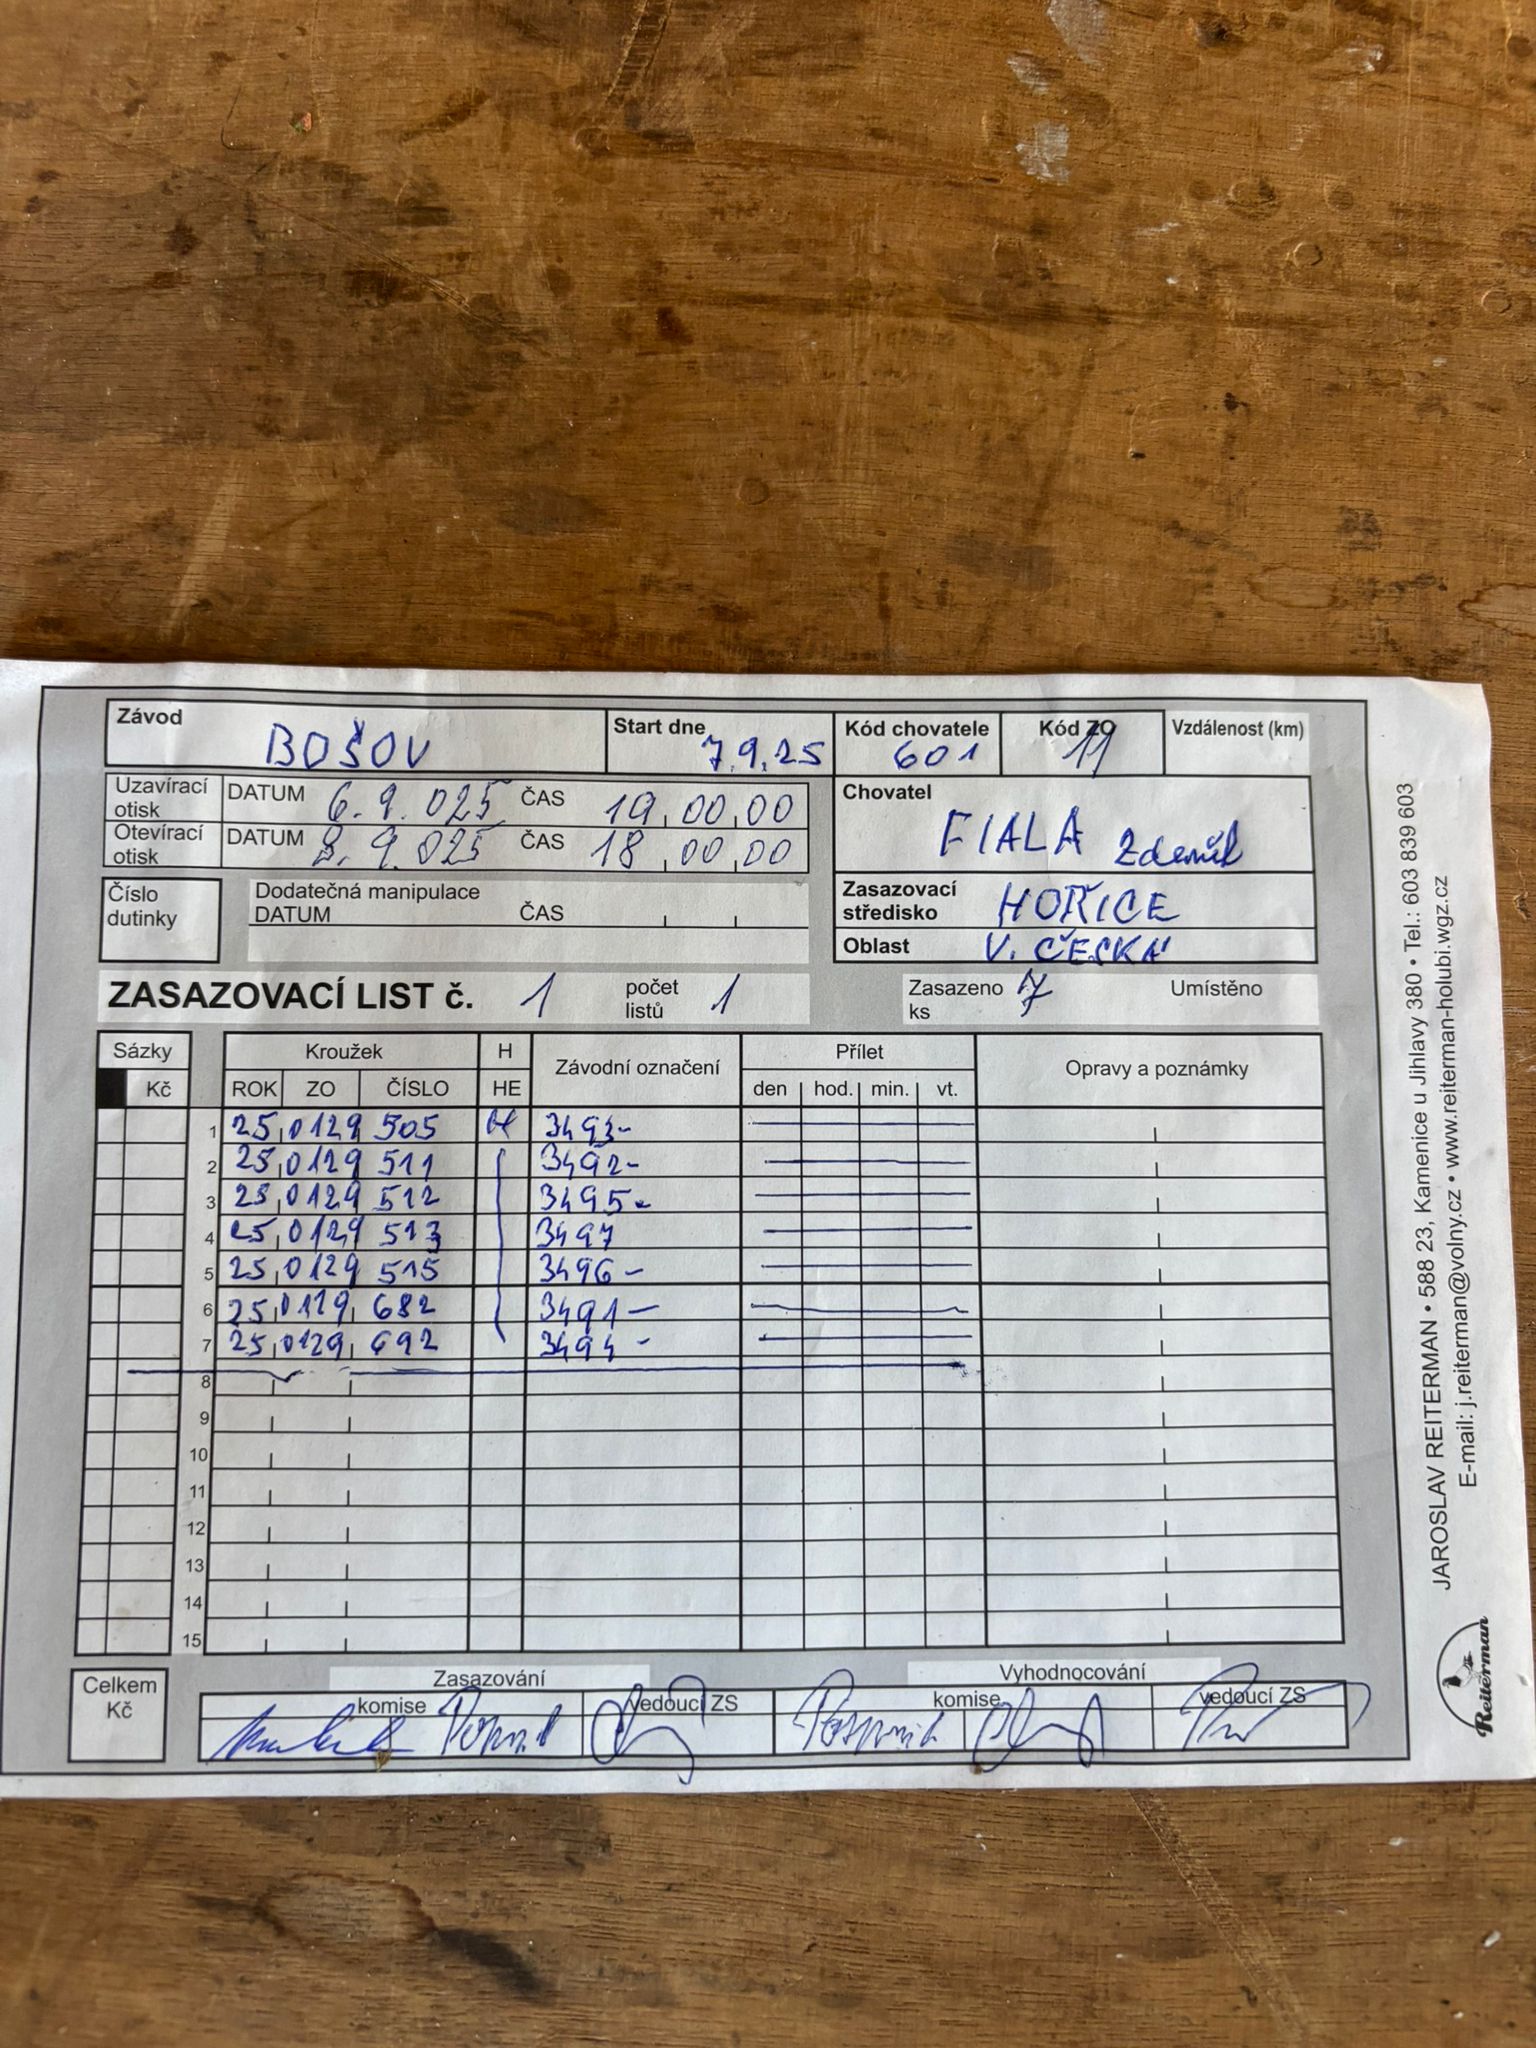 Závod BOŠOV Start dne 7.9.25 Kód chovatele 601 Kód ZO 11 Vzdálenost (km)
Uzavírací otisk DATUM 6.9.025 ČAS 19,00,00
Otevírací otisk DATUM 8.9.025 ČAS 18,00,00
Chovatel FIALA Zdeněk
Číslo dutinky Dodatečná manipulace DATUM ČAS
Zasazovací středisko HOŘICE
Oblast V. ČESKÁ
ZASAZOVACÍ LIST č. 1 počet listů 1 Zasazeno ks 7 Umístěno
Sázky Kroužek H Závodní označení Přílet Opravy a poznámky
Kč ROK ZO ČÍSLO HE den hod. min. vt.
1 25 0129 505 H 3493-
2 25 0129 511 3492-
3 25 0129 512 3495-
4 25 0129 513 3497
5 25 0129 515 3496-
6 25 0129 682 3491-
7 25 0129 692 3494-
8
9
10
11
12
13
14
15
Celkem Kč Zasazování Vyhodnocování
komise vedoucí ZS komise vedoucí ZS
JAROSLAV REITERMAN • 588 23, Kamenice u Jihlavy 380 • Tel.: 603 839 603
E-mail: j.reiterman@volny.cz • www.reiterman-holubi.wgz.cz
Reiterman